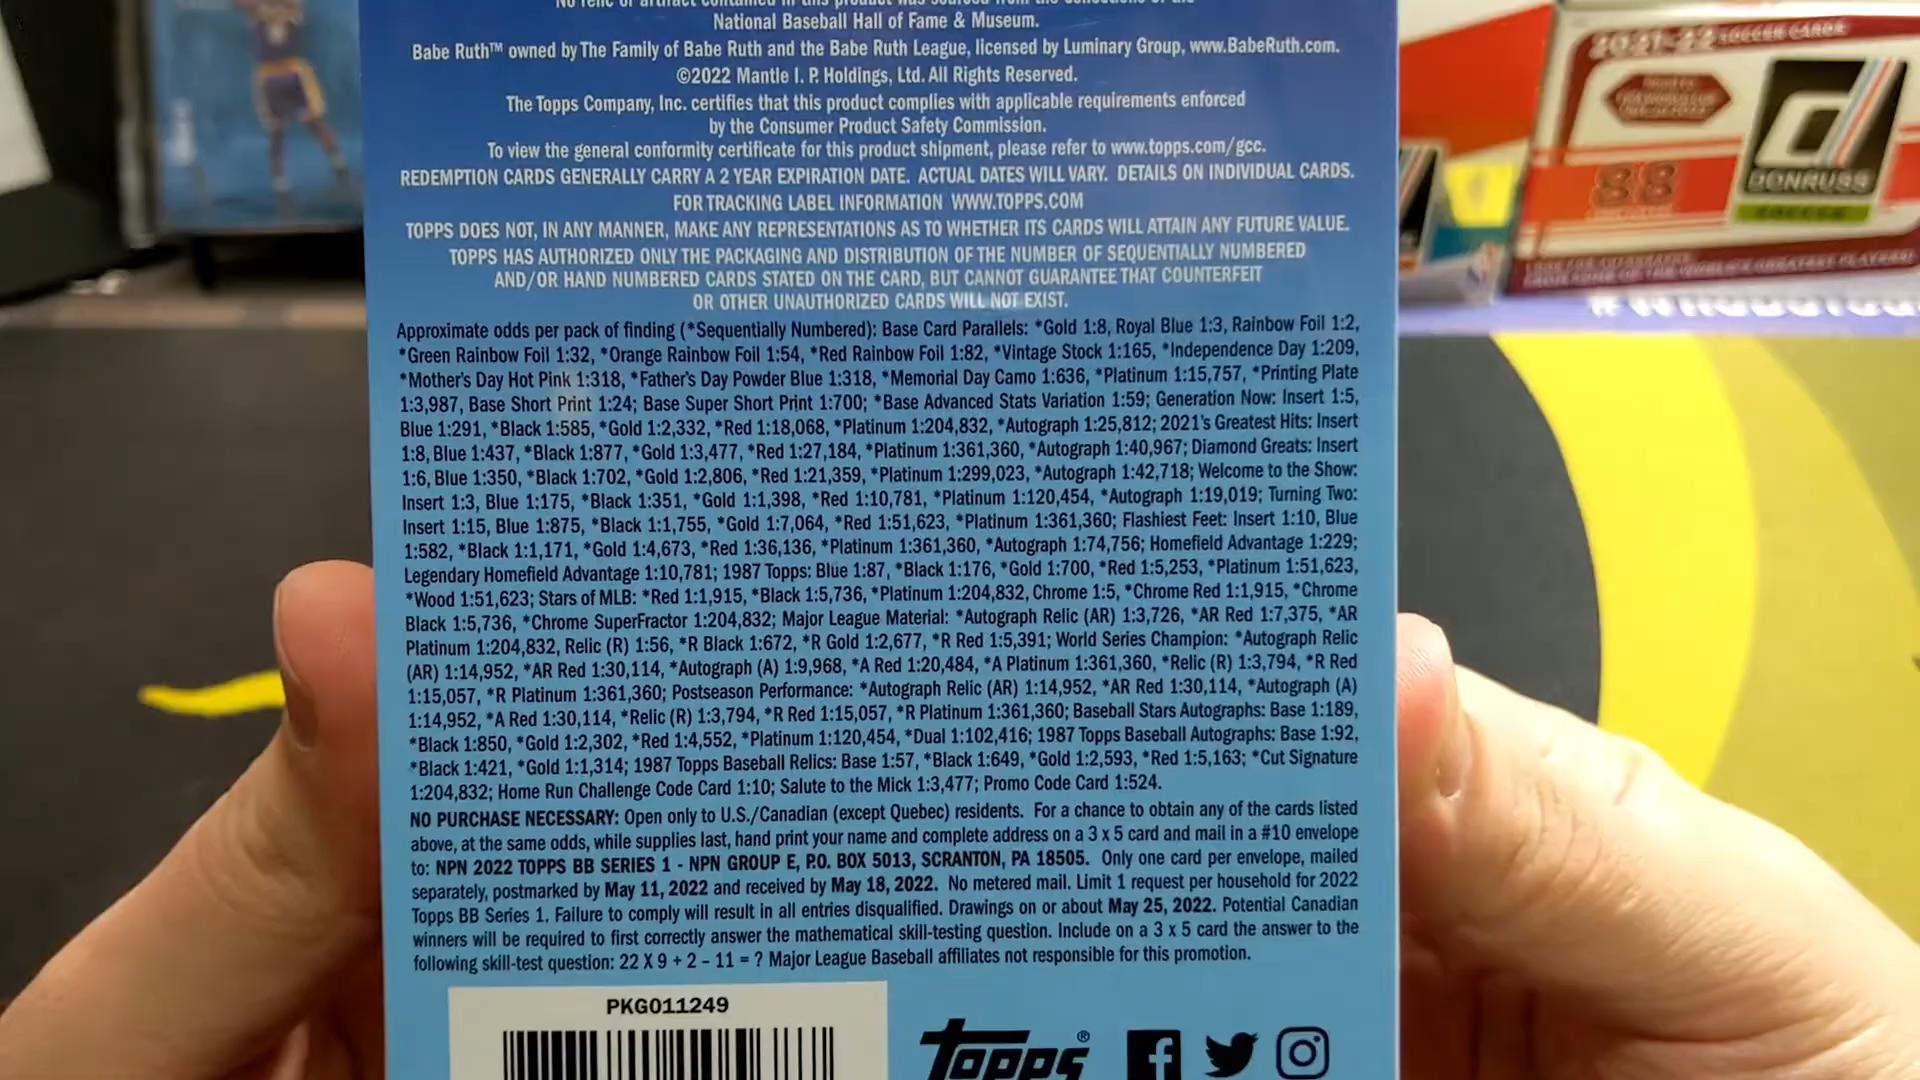 National Baseball Hall of Fame & Museum.
Babe Ruth™ owned by The Family of Babe Ruth and the Babe Ruth League, licensed by Luminary Group, www.BabeRuth.com.
©2022 Mantle I. P. Holdings, Ltd. All Rights Reserved.
The Topps Company, Inc. certifies that this product complies with applicable requirements enforced
by the Consumer Product Safety Commission.
To view the general conformity certificate for this product shipment, please refer to www.topps.com/gcc.
REDEMPTION CARDS GENERALLY CARRY A 2 YEAR EXPIRATION DATE. ACTUAL DATES WILL VARY. DETAILS ON INDIVIDUAL CARDS.
FOR TRACKING LABEL INFORMATION WWW.TOPPS.COM
TOPPS DOES NOT, IN ANY MANNER, MAKE ANY REPRESENTATIONS AS TO WHETHER ITS CARDS WILL ATTAIN ANY FUTURE VALUE.
TOPPS HAS AUTHORIZED ONLY THE PACKAGING AND DISTRIBUTION OF THE NUMBER OF SEQUENTIALLY NUMBERED
AND/OR HAND NUMBERED CARDS STATED ON THE CARD, BUT CANNOT GUARANTEE THAT COUNTERFEIT
OR OTHER UNAUTHORIZED CARDS WILL NOT EXIST.
Approximate odds per pack of finding (*Sequentially Numbered): Base Card Parallels: *Gold 1:8, Royal Blue 1:3, Rainbow Foil 1:2,
*Green Rainbow Foil 1:32, *Orange Rainbow Foil 1:54, *Red Rainbow Foil 1:82, *Vintage Stock 1:165, *Independence Day 1:209,
*Mother's Day Hot Pink 1:318, *Father's Day Powder Blue 1:318, *Memorial Day Camo 1:636, *Platinum 1:15,757, *Printing Plate
1:3,987, Base Short Print 1:24; Base Super Short Print 1:700; *Base Advanced Stats Variation 1:59; Generation Now: Insert 1:5,
Blue 1:291, *Black 1:585, *Gold 1:2,332, *Red 1:18,068, *Platinum 1:204,832, *Autograph 1:25,812; 2021's Greatest Hits: Insert
1:8, Blue 1:437, *Black 1:877, *Gold 1:3,477, *Red 1:27,184, *Platinum 1:361,360, *Autograph 1:40,967; Diamond Greats: Insert
1:6, Blue 1:350, *Black 1:702, *Gold 1:2,806, *Red 1:21,359, *Platinum 1:299,023, *Autograph 1:42,718; Welcome to the Show:
Insert 1:3, Blue 1:175, *Black 1:351, *Gold 1:1,398, *Red 1:10,781, *Platinum 1:120,454, *Autograph 1:19,019; Turning Two:
Insert 1:15, Blue 1:875, *Black 1:1,755, *Gold 1:7,064, *Red 1:51,623, *Platinum 1:361,360; Flashiest Feet: Insert 1:10, Blue
1:582, *Black 1:1,171, *Gold 1:4,673, *Red 1:36,136, *Platinum 1:361,360, *Autograph 1:74,756; Homefield Advantage 1:229;
Legendary Homefield Advantage 1:10,781; 1987 Topps: Blue 1:87, *Black 1:176, *Gold 1:700, *Red 1:5,253, *Platinum 1:51,623,
*Wood 1:51,623; Stars of MLB: *Red 1:1,915, *Black 1:5,736, *Platinum 1:204,832, Chrome 1:5, *Chrome Red 1:1,915, *Chrome
Black 1:5,736, *Chrome SuperFractor 1:204,832; Major League Material: *Autograph Relic (AR) 1:3,726, *AR Red 1:7,375, *AR
Platinum 1:204,832, Relic (R) 1:56, *R Black 1:672, *R Gold 1:2,677, *R Red 1:5,391; World Series Champion: *Autograph Relic
(AR) 1:14,952, *AR Red 1:30,114, *Autograph (A) 1:9,968, *A Red 1:20,484, *A Platinum 1:361,360, *Relic (R) 1:3,794, *R Red
1:15,057, *R Platinum 1:361,360; Postseason Performance: *Autograph Relic (AR) 1:14,952, *AR Red 1:30,114, *Autograph (A)
1:14,952, *A Red 1:30,114, *Relic (R) 1:3,794, *R Red 1:15,057, *R Platinum 1:361,360; Baseball Stars Autographs: Base 1:189,
*Black 1:850, *Gold 1:2,302, *Red 1:4,552, *Platinum 1:120,454, *Dual 1:102,416; 1987 Topps Baseball Autographs: Base 1:92,
*Black 1:421, *Gold 1:1,314; 1987 Topps Baseball Relics: Base 1:57, *Black 1:649, *Gold 1:2,593, *Red 1:5,163; *Cut Signature
1:204,832; Home Run Challenge Code Card 1:10; Salute to the Mick 1:3,477; Promo Code Card 1:524.
NO PURCHASE NECESSARY: Open only to U.S./Canadian (except Quebec) residents. For a chance to obtain any of the cards listed
above, at the same odds, while supplies last, hand print your name and complete address on a 3 x 5 card and mail in a #10 envelope
to: NPN 2022 TOPPS BB SERIES 1 - NPN GROUP E, P.O. BOX 5013, SCRANTON, PA 18505. Only one card per envelope, mailed
separately, postmarked by May 11, 2022 and received by May 18, 2022. No metered mail. Limit 1 request per household for 2022
Topps BB Series 1. Failure to comply will result in all entries disqualified. Drawings on or about May 25, 2022. Potential Canadian
winners will be required to first correctly answer the mathematical skill-testing question. Include on a 3 x 5 card the answer to the
following skill-test question: 22 X 9 + 2 – 11 = ? Major League Baseball affiliates not responsible for this promotion.
PKG011249
Topps®
2021-22 SOCCER CARDS
88
DONRUSS
SOCCER